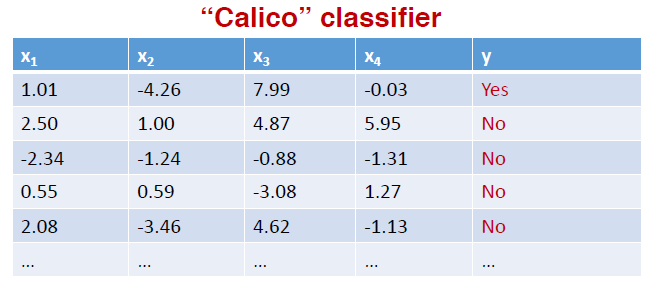 “Calico” classifier
x₁ x₂ x₃ x₄ y
1.01 -4.26 7.99 -0.03 Yes
2.50 1.00 4.87 5.95 No
-2.34 -1.24 -0.88 -1.31 No
0.55 0.59 -3.08 1.27 No
2.08 -3.46 4.62 -1.13 No
... ... ... ... ...